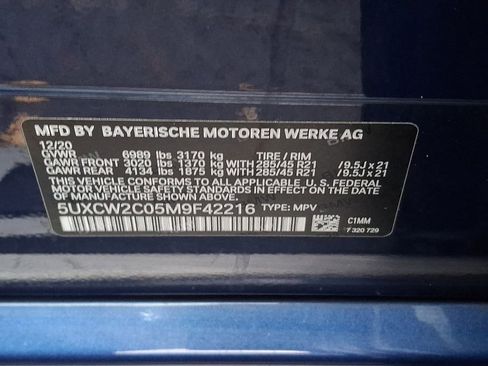 MFD BY BAYERISCHE MOTOREN WERKE AG
12/20
GVWR 6989 lbs 3170 kg TIRE / RIM
GAWR FRONT 3020 lbs 1370 kg WITH 285/45 R21 / 9.5J x 21
GAWR REAR 4134 lbs 1875 kg WITH 285/45 R21 / 9.5J x 21
THIS VEHICLE CONFORMS TO ALL APPLICABLE U.S. FEDERAL
MOTOR VEHICLE SAFETY STANDARDS IN EFFECT ON THE
DATE OF MANUFACTURE SHOWN ABOVE.
5UXCW2C05M9F42216 TYPE: MPV
C1MM
7 320 729